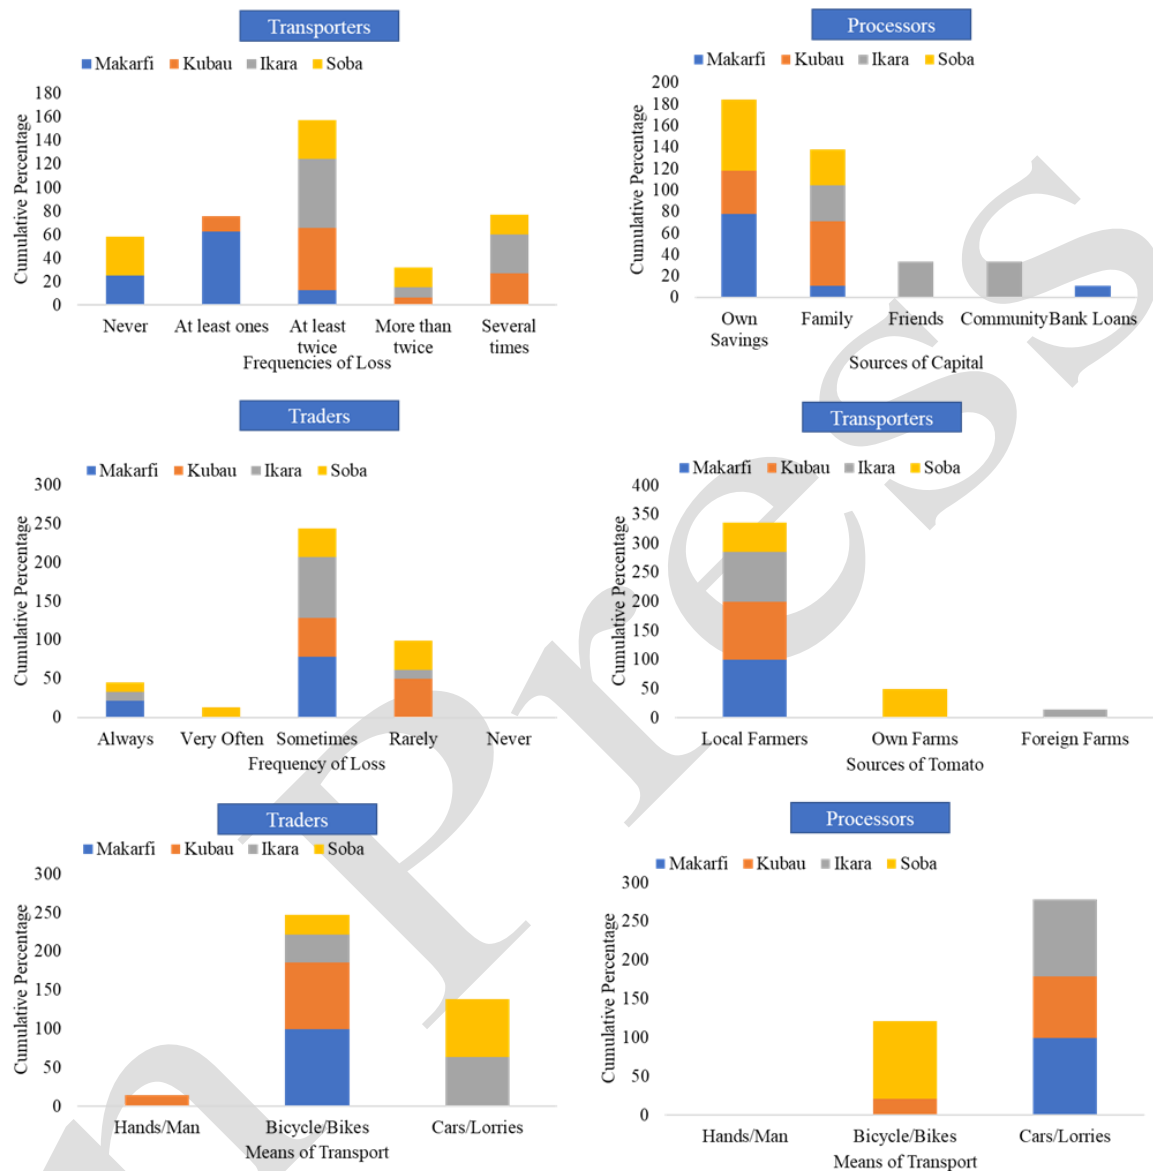 Transporters
Makarfi Kubau Ikara Soba
Cumulative Percentage
180
160
140
120
100
80
60
40
20
0
Never At least ones At least twice More than twice Several times
Frequencies of Loss
Processors
Makarfi Kubau Ikara Soba
Cumulative Percentage
200
180
160
140
120
100
80
60
40
20
0
Own Savings Family Friends Community Bank Loans
Sources of Capital
Traders
Makarfi Kubau Ikara Soba
Cumulative Percentage
300
250
200
150
100
50
0
Always Very Often Sometimes Rarely Never
Frequency of Loss
Transporters
Makarfi Kubau Ikara Soba
Cumulative Percentage
400
350
300
250
200
150
100
50
0
Local Farmers Own Farms Foreign Farms
Sources of Tomato
Traders
Makarfi Kubau Ikara Soba
Cumulative Percentage
300
250
200
150
100
50
0
Hands/Man Bicycle/Bikes Cars/Lorries
Means of Transport
Processors
Makarfi Kubau Ikara Soba
Cumulative Percentage
300
250
200
150
100
50
0
Hands/Man Bicycle/Bikes Cars/Lorries
Means of Transport
n Press